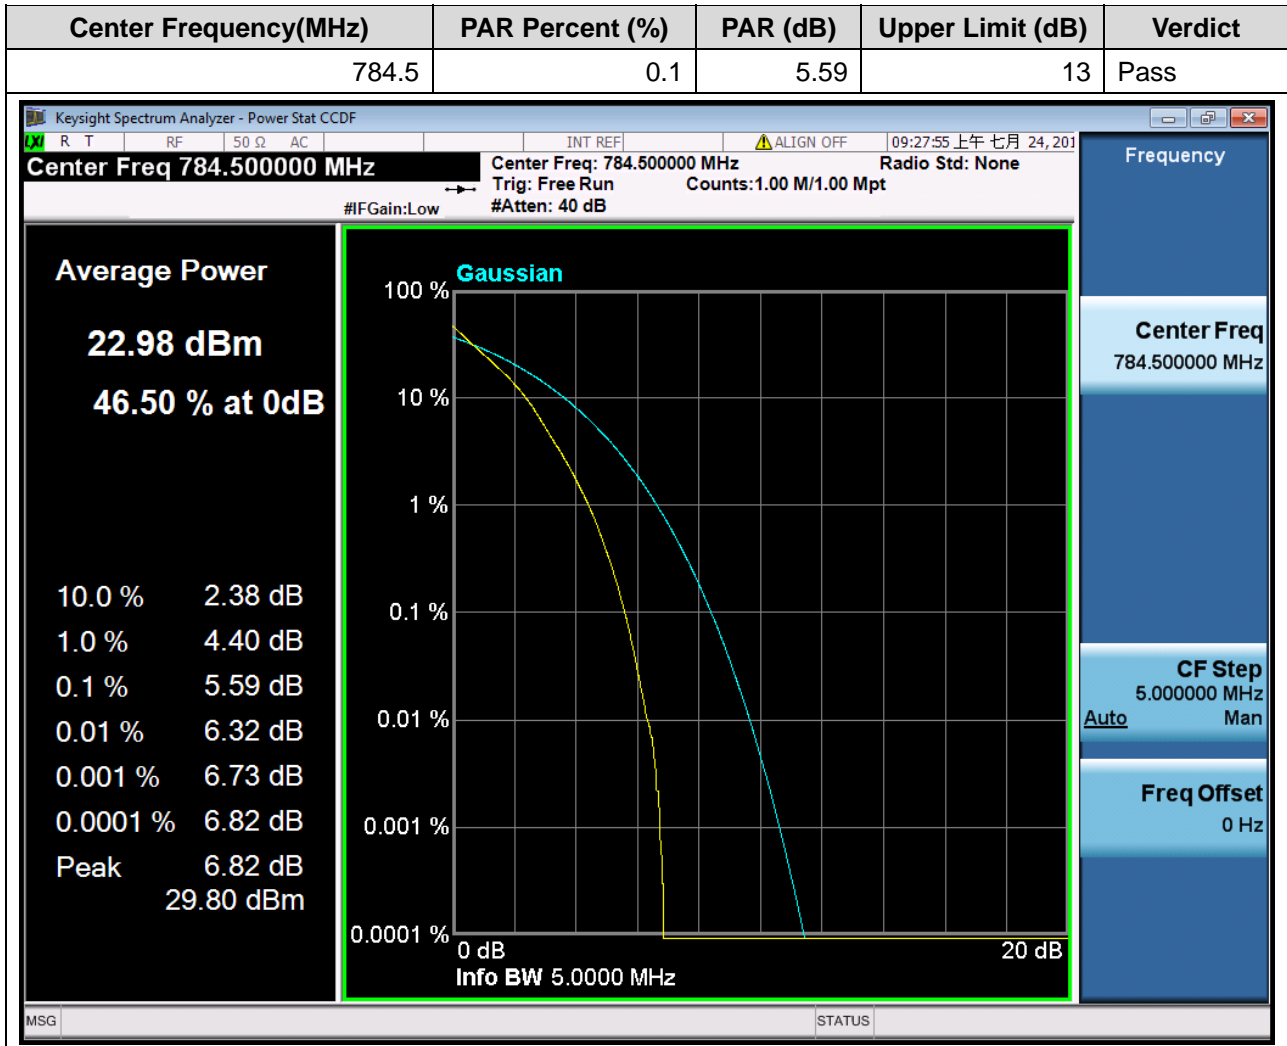 Center Frequency(MHz) PAR Percent (%) PAR (dB) Upper Limit (dB) Verdict
784.5 0.1 5.59 13 Pass
Keysight Spectrum Analyzer - Power Stat CCDF
LXI R T RF 50 Ω AC INT REF ALIGN OFF 09:27:55 上午 七月 24, 201
Center Freq 784.500000 MHz
Center Freq: 784.500000 MHz Radio Std: None
Trig: Free Run Counts:1.00 M/1.00 Mpt
#IFGain:Low #Atten: 40 dB
Frequency
Average Power
22.98 dBm
46.50 % at 0dB
10.0 % 2.38 dB
1.0 % 4.40 dB
0.1 % 5.59 dB
0.01 % 6.32 dB
0.001 % 6.73 dB
0.0001 % 6.82 dB
Peak 6.82 dB
29.80 dBm
Gaussian
100 %
10 %
1 %
0.1 %
0.01 %
0.001 %
0.0001 %
0 dB 20 dB
Info BW 5.0000 MHz
Center Freq
784.500000 MHz
CF Step
5.000000 MHz
Auto Man
Freq Offset
0 Hz
MSG STATUS